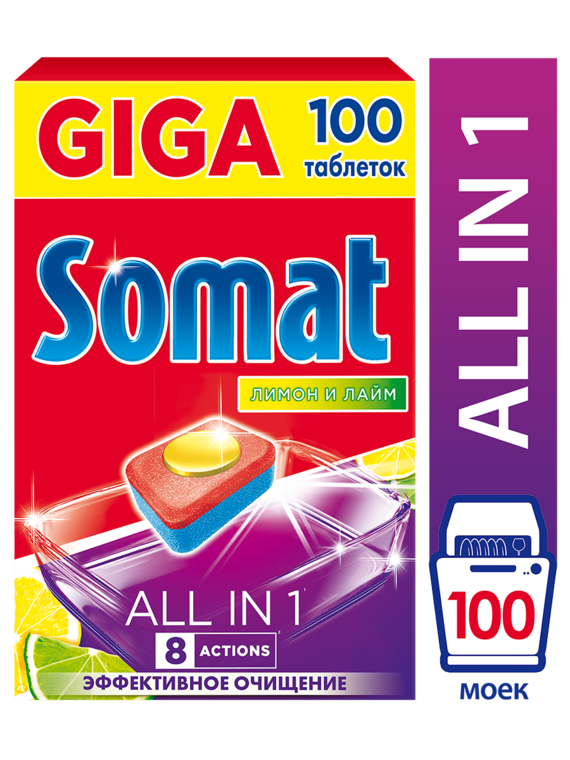 GIGA
100
таблеток
Somat
ЛИМОН И ЛАЙМ
ALL IN 1
8 ACTIONS
ЭФФЕКТИВНОЕ ОЧИЩЕНИЕ
ALL IN 1
100
моек